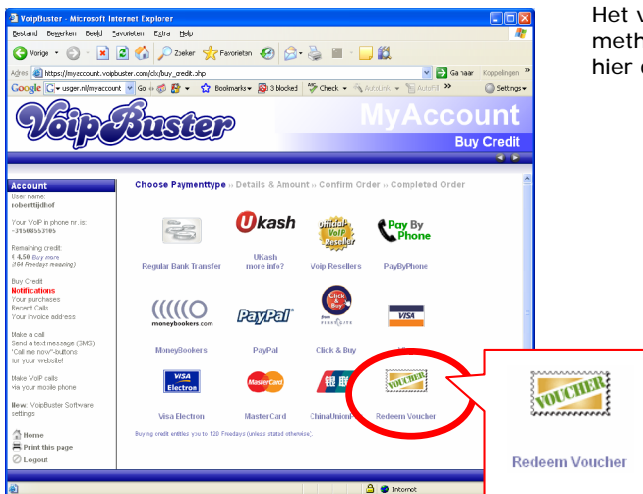 VoipBuster - Microsoft Internet Explorer
Bestand Bewerken Beeld Favorieten Extra Help
Vorige Zoeken Favorieten
Adres https://myaccount.voipbuster.com/clx/buy_credit.php Ga naar Koppelingen »
Google G usger.nl/myaccount Go Bookmarks 3 blocked Check AutoLink AutoFill » Settings
VoipBuster
MyAccount
Buy Credit
Account
User name:
roberttijdhof
Your VoIP in phone nr. is:
Remaining credit:
€ 4.50 Buy more
Buy Credit
Notifications
Your purchases
Recent Calls
Your invoice address
Make a call
Send a text message (SMS)
"Call me now"-buttons
for your website!
Make VoIP calls
via your mobile phone
New: VoipBuster Software
settings
Home
Print this page
Logout
Choose Paymenttype » Details & Amount » Confirm Order » Completed Order
Ukash
Official VoIP Reseller
Pay By Phone
Regular Bank Transfer
UKash
more info?
Voip Resellers
PayByPhone
moneybookers.com
PayPal
Click & Buy
VISA
MoneyBookers
PayPal
Click & Buy
VISA Electron
MasterCard
VOUCHER
Visa Electron
MasterCard
Redeem Voucher
Buying credit entitles you to 120 Freedays (unless stated otherwise).
Internet
VOUCHER
Redeem Voucher
Het v
meth
hier